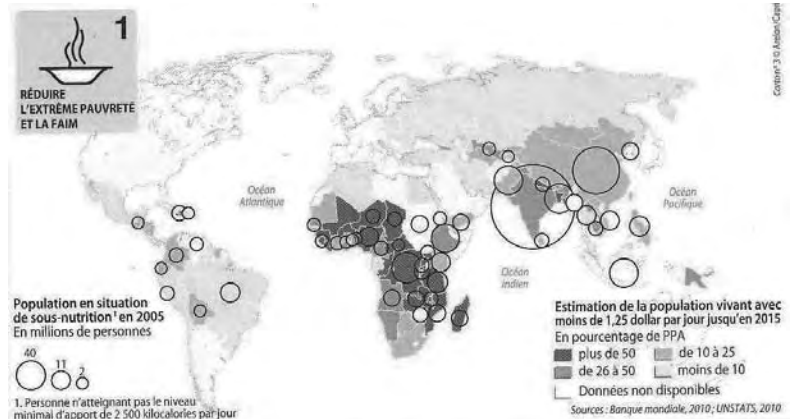 1
RÉDUIRE
L'EXTRÊME PAUVRETÉ
ET LA FAIM
Océan
Atlantique
Océan
Pacifique
Océan
Indien
Population en situation
de sous-nutrition¹ en 2005
En millions de personnes
40
11
2
1. Personne n'atteignant pas le niveau
minimal d'apport de 2 500 kilocalories par jour
Estimation de la population vivant avec
moins de 1,25 dollar par jour jusqu'en 2015
En pourcentage de PPA
plus de 50
de 10 à 25
de 26 à 50
moins de 10
Données non disponibles
Sources : Banque mondiale, 2010 ; UNSTATS, 2010